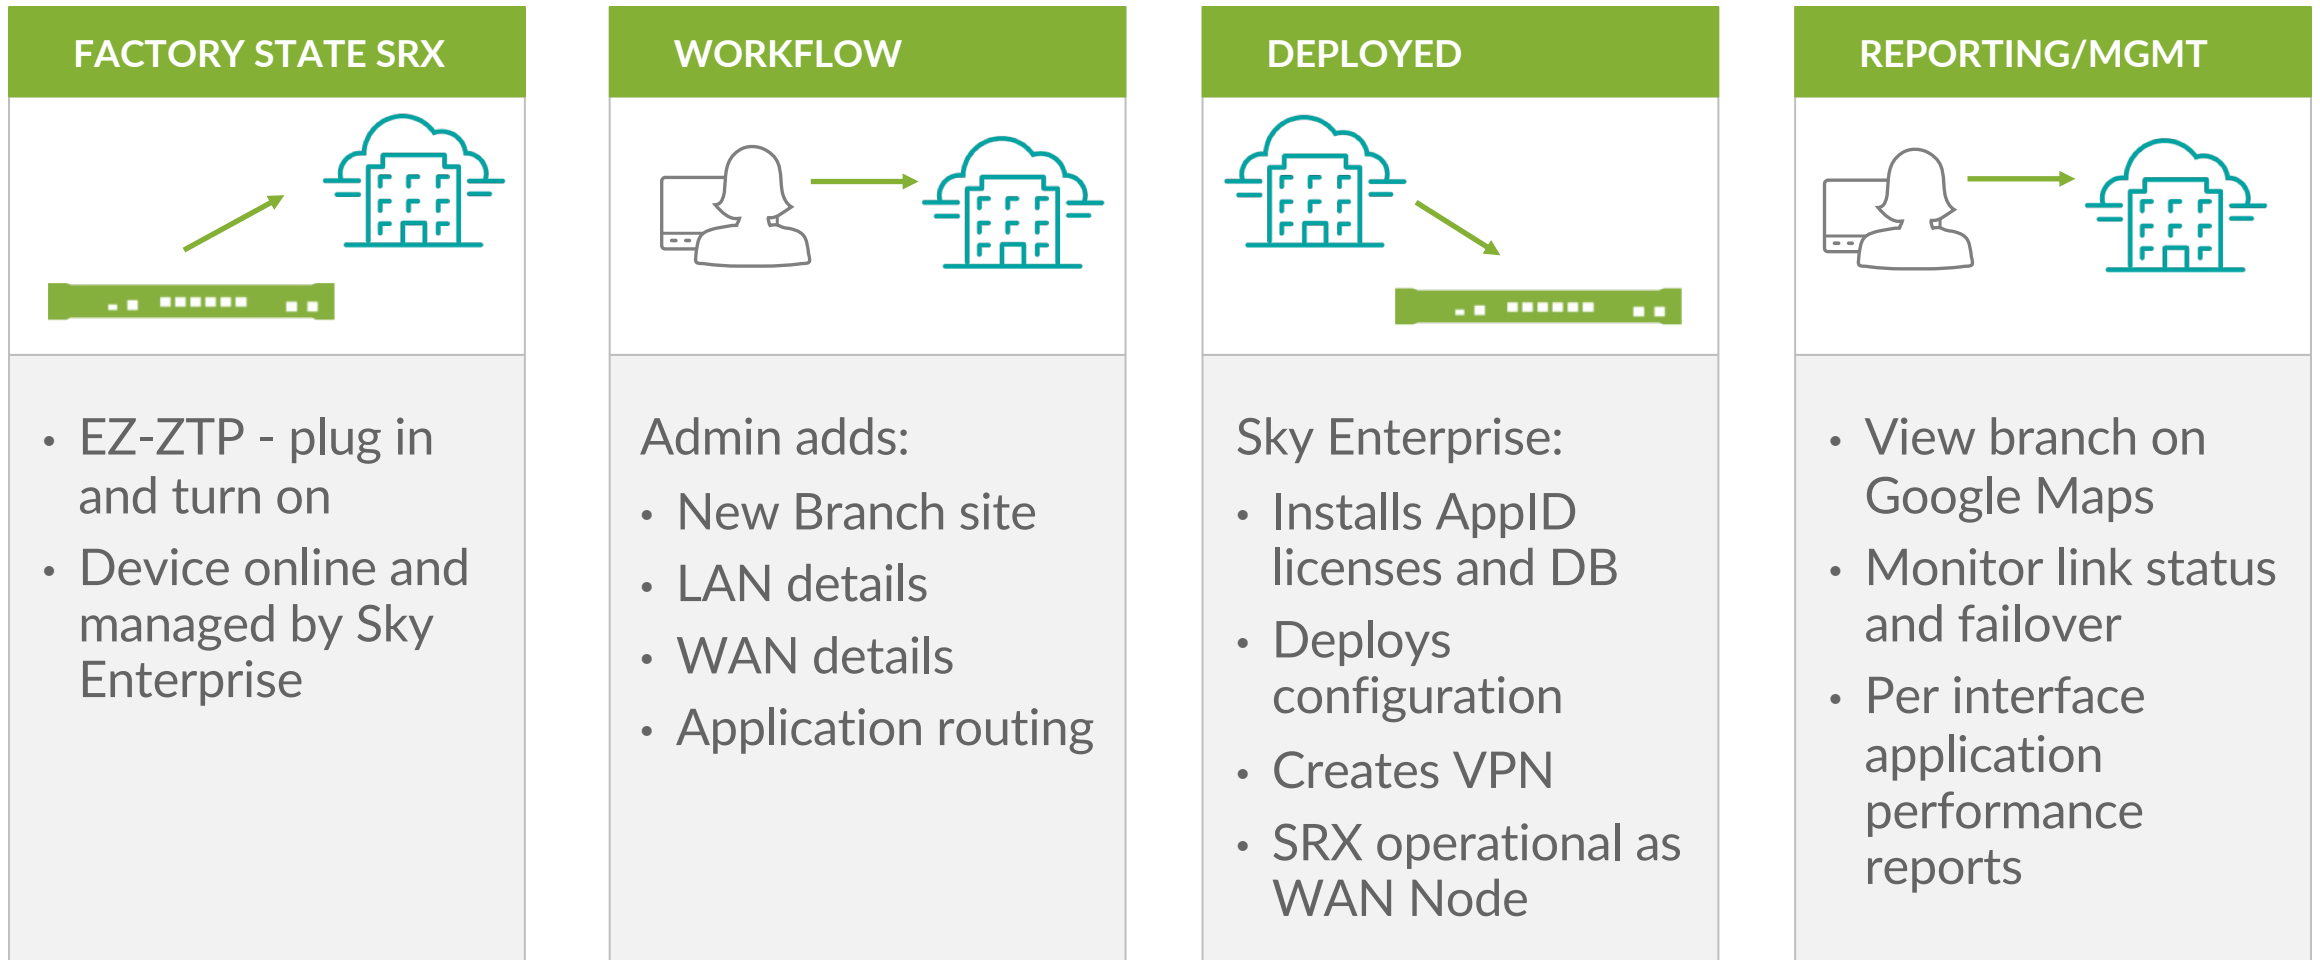 FACTORY STATE SRX
• EZ-ZTP - plug in
and turn on
• Device online and
managed by Sky
Enterprise
WORKFLOW
Admin adds:
• New Branch site
• LAN details
• WAN details
• Application routing
DEPLOYED
Sky Enterprise:
• Installs AppID
licenses and DB
• Deploys
configuration
• Creates VPN
• SRX operational as
WAN Node
REPORTING/MGMT
• View branch on
Google Maps
• Monitor link status
and failover
• Per interface
application
performance
reports